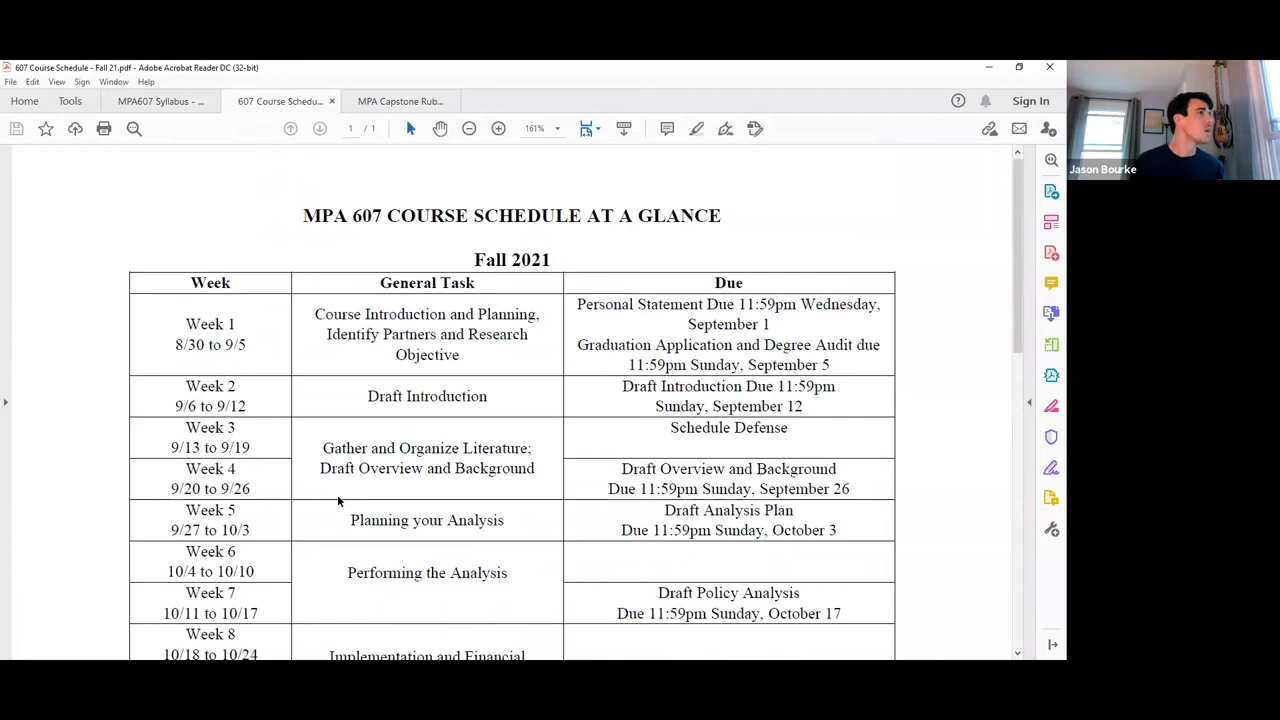 607 Course Schedule - Fall 21.pdf - Adobe Acrobat Reader DC (32-bit)
File Edit View Sign Window Help
Home Tools MPA607 Syllabus - ... 607 Course Schedu... × MPA Capstone Rub... Sign In
1 / 1 161%
Jason Bourke
MPA 607 COURSE SCHEDULE AT A GLANCE
Fall 2021
Week General Task Due
Week 1
8/30 to 9/5
Course Introduction and Planning,
Identify Partners and Research
Objective
Personal Statement Due 11:59pm Wednesday,
September 1
Graduation Application and Degree Audit due
11:59pm Sunday, September 5
Week 2
9/6 to 9/12
Draft Introduction
Draft Introduction Due 11:59pm
Sunday, September 12
Week 3
9/13 to 9/19
Gather and Organize Literature;
Draft Overview and Background
Schedule Defense
Week 4
9/20 to 9/26
Draft Overview and Background
Due 11:59pm Sunday, September 26
Week 5
9/27 to 10/3
Planning your Analysis
Draft Analysis Plan
Due 11:59pm Sunday, October 3
Week 6
10/4 to 10/10
Performing the Analysis
Week 7
10/11 to 10/17
Draft Policy Analysis
Due 11:59pm Sunday, October 17
Week 8
10/18 to 10/24
Implementation and Financial